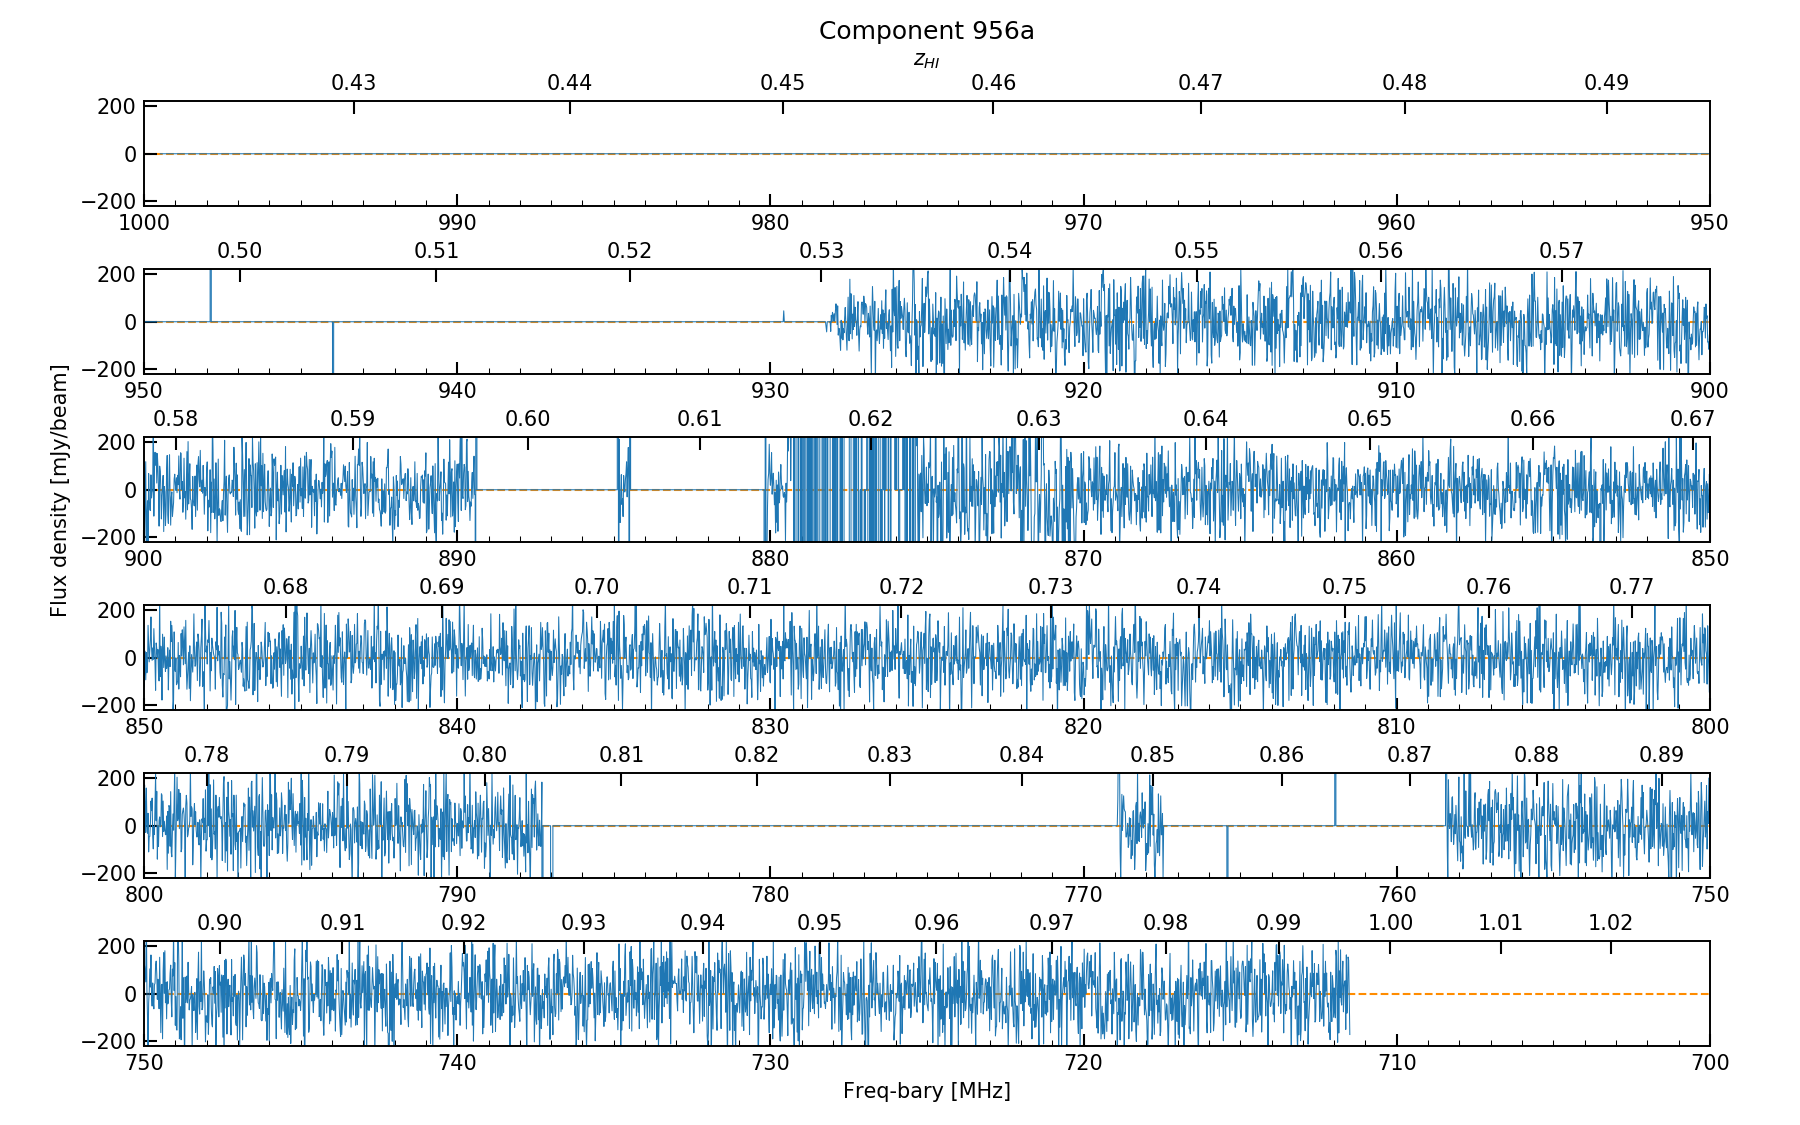 Component 956a
z_HI
0.43 0.44 0.45 0.46 0.47 0.48 0.49
200
0
−200
1000 990 980 970 960 950
0.50 0.51 0.52 0.53 0.54 0.55 0.56 0.57
200
0
−200
950 940 930 920 910 900
0.58 0.59 0.60 0.61 0.62 0.63 0.64 0.65 0.66 0.67
200
0
−200
900 890 880 870 860 850
0.68 0.69 0.70 0.71 0.72 0.73 0.74 0.75 0.76 0.77
200
0
−200
850 840 830 820 810 800
0.78 0.79 0.80 0.81 0.82 0.83 0.84 0.85 0.86 0.87 0.88 0.89
200
0
−200
800 790 780 770 760 750
0.90 0.91 0.92 0.93 0.94 0.95 0.96 0.97 0.98 0.99 1.00 1.01 1.02
200
0
−200
750 740 730 720 710 700
Flux density [mJy/beam]
Freq-bary [MHz]